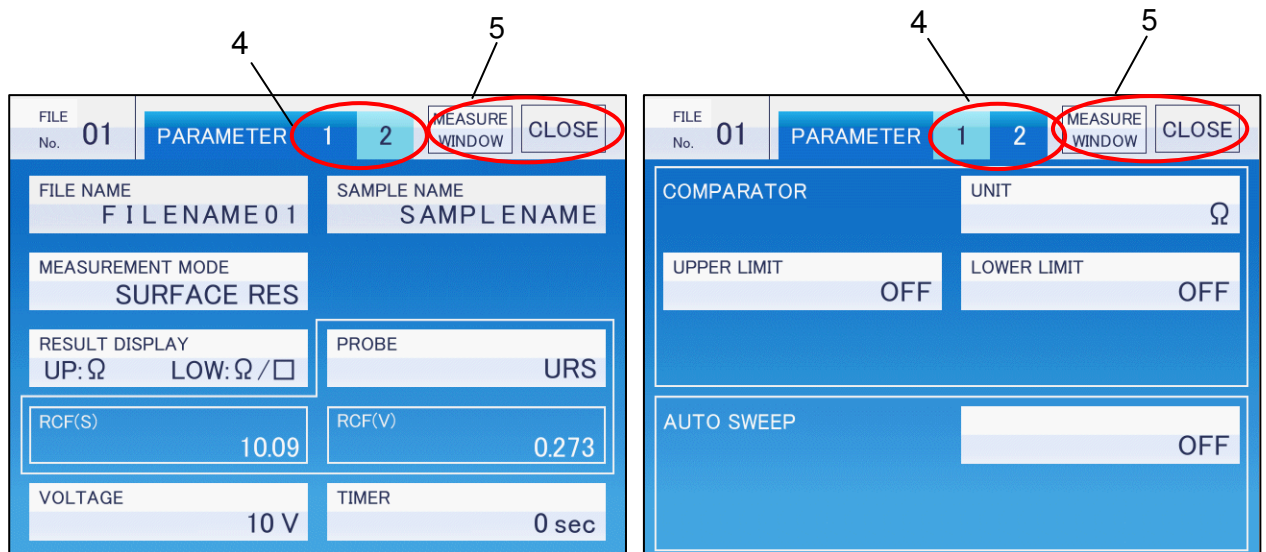 4 5 4 5
FILE No. 01 PARAMETER 1 2 MEASURE WINDOW CLOSE
FILE NAME
FILENAME01
SAMPLE NAME
SAMPLENAME
MEASUREMENT MODE
SURFACE RES
RESULT DISPLAY
UP:Ω LOW:Ω/□
PROBE
URS
RCF(S)
10.09
RCF(V)
0.273
VOLTAGE
10 V
TIMER
0 sec
FILE No. 01 PARAMETER 1 2 MEASURE WINDOW CLOSE
COMPARATOR
UNIT
Ω
UPPER LIMIT
OFF
LOWER LIMIT
OFF
AUTO SWEEP
OFF